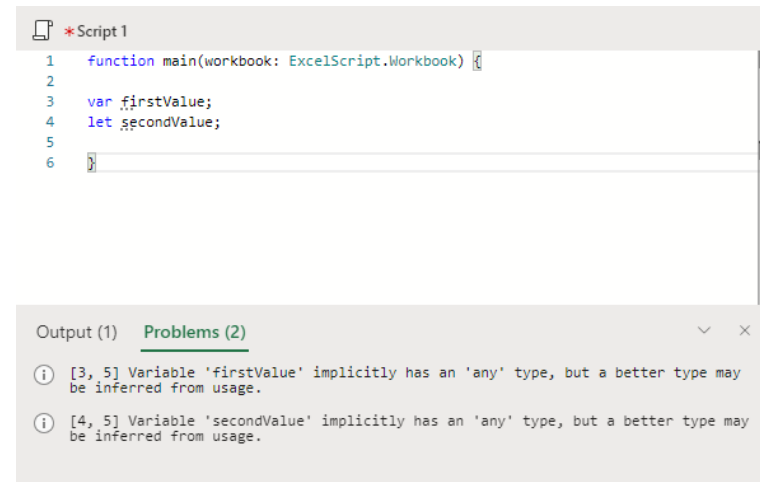 *Script 1
1 function main(workbook: ExcelScript.Workbook) {
2
3 var firstValue;
4 let secondValue;
5
6 }
Output (1) Problems (2)
[3, 5] Variable 'firstValue' implicitly has an 'any' type, but a better type may
be inferred from usage.
[4, 5] Variable 'secondValue' implicitly has an 'any' type, but a better type may
be inferred from usage.